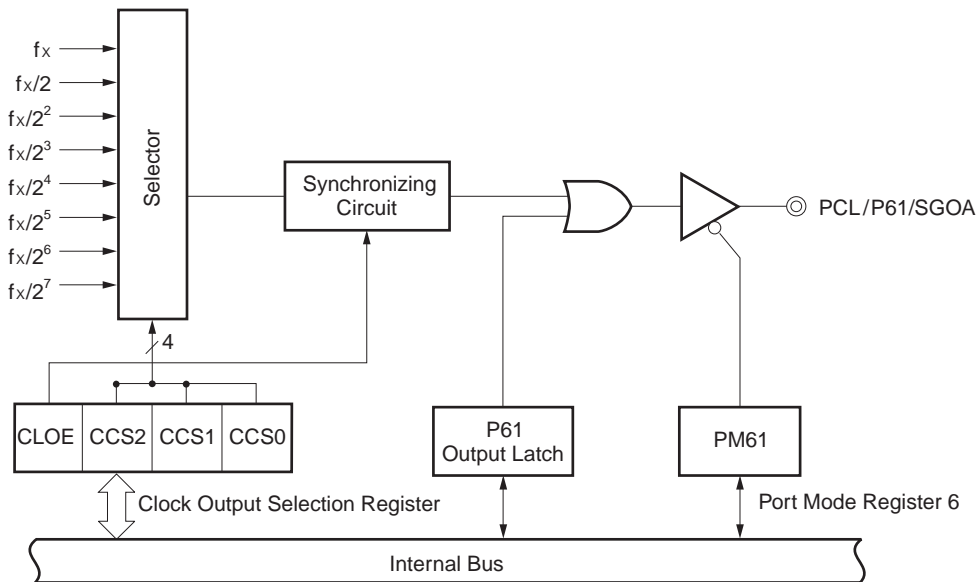 fX
fX/2
fX/2²
fX/2³
fX/2⁴
fX/2⁵
fX/2⁶
fX/2⁷
Selector
Synchronizing
Circuit
PCL/P61/SGOA
4
CLOE
CCS2
CCS1
CCS0
P61
Output Latch
PM61
Clock Output Selection Register
Port Mode Register 6
Internal Bus